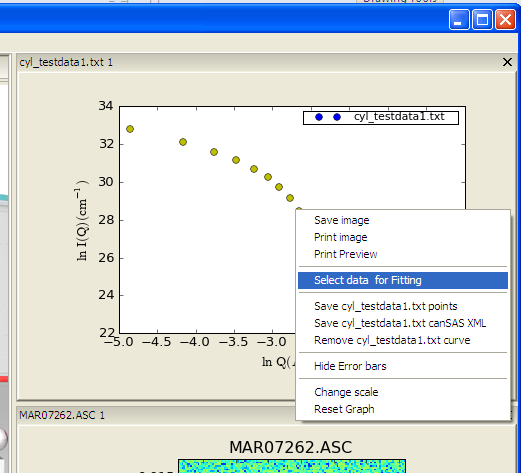 Drawing Tools
cyl_testdata1.txt 1
34
cyl_testdata1.txt
32
30
28
26
24
22
ln I(Q)(cm⁻¹)
−5.0 −4.5 −4.0 −3.5 −3.0
ln Q(
Save image
Print image
Print Preview
Select data for Fitting
Save cyl_testdata1.txt points
Save cyl_testdata1.txt canSAS XML
Remove cyl_testdata1.txt curve
Hide Error bars
Change scale
Reset Graph
MAR07262.ASC 1
MAR07262.ASC